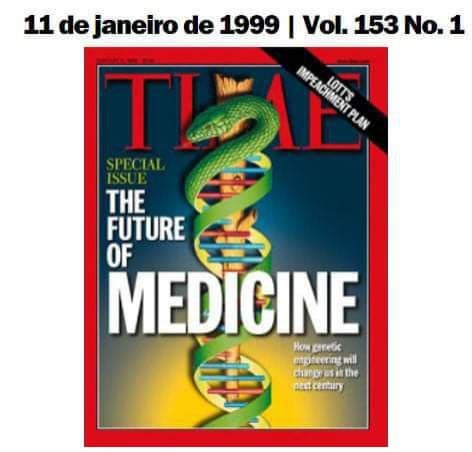 11 de janeiro de 1999 | Vol. 153 No. 1
LOTT'S
IMPEACHMENT PLAN
TIME
SPECIAL
ISSUE
THE
FUTURE
OF
MEDICINE
How genetic
engineering will
change us in the
next century